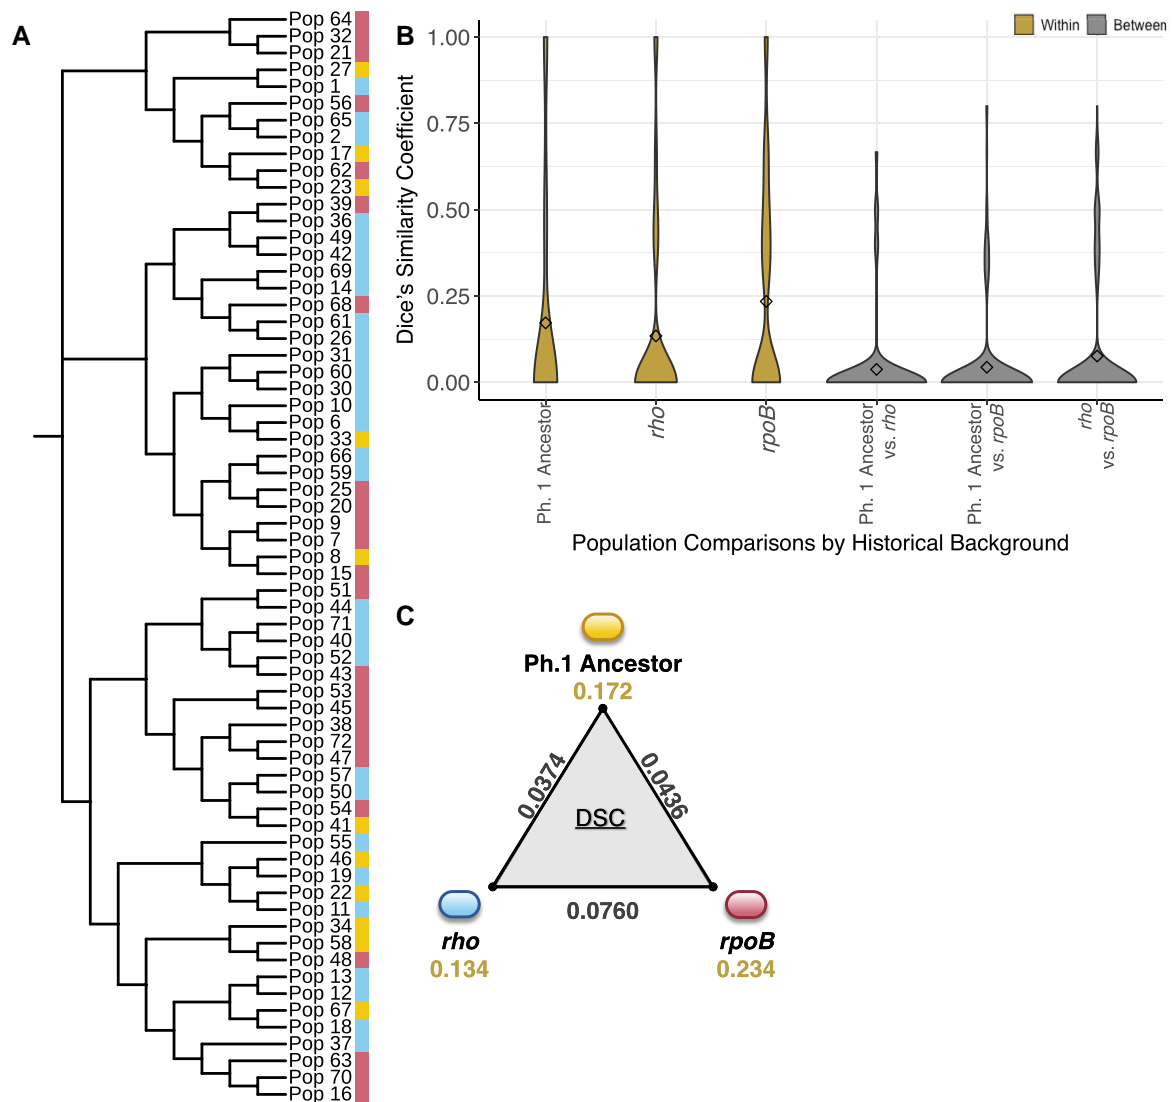 A
Pop 64
Pop 32
Pop 21
Pop 27
Pop 1
Pop 56
Pop 65
Pop 2
Pop 17
Pop 62
Pop 23
Pop 39
Pop 36
Pop 49
Pop 42
Pop 69
Pop 14
Pop 68
Pop 61
Pop 26
Pop 31
Pop 60
Pop 30
Pop 10
Pop 6
Pop 33
Pop 66
Pop 59
Pop 25
Pop 20
Pop 9
Pop 7
Pop 8
Pop 15
Pop 51
Pop 44
Pop 71
Pop 40
Pop 52
Pop 43
Pop 53
Pop 45
Pop 38
Pop 72
Pop 47
Pop 57
Pop 50
Pop 54
Pop 41
Pop 55
Pop 46
Pop 19
Pop 22
Pop 11
Pop 34
Pop 58
Pop 48
Pop 13
Pop 12
Pop 67
Pop 18
Pop 37
Pop 63
Pop 70
Pop 16
B
Within
Between
Dice's Similarity Coefficient
1.00
0.75
0.50
0.25
0.00
Ph. 1 Ancestor
rho
rpoB
Ph. 1 Ancestor
vs. rho
Ph. 1 Ancestor
vs. rpoB
rho
vs. rpoB
Population Comparisons by Historical Background
C
Ph.1 Ancestor
0.172
0.0374
0.0436
DSC
0.0760
rho
0.134
rpoB
0.234